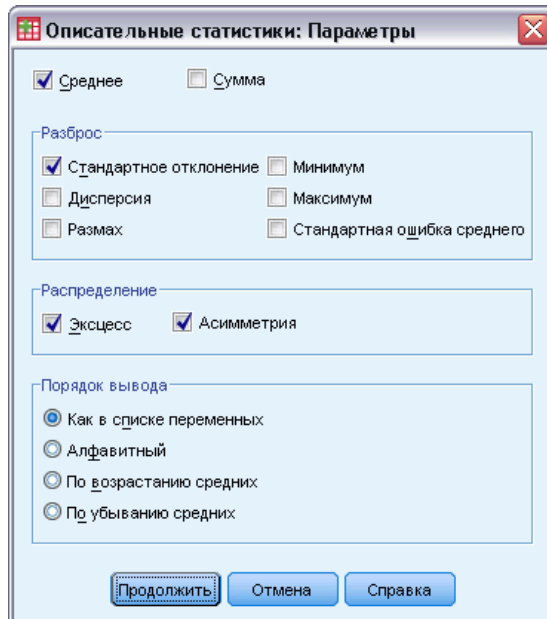 Описательные статистики: Параметры
Среднее Сумма
Разброс
Стандартное отклонение Минимум
Дисперсия Максимум
Размах Стандартная ошибка среднего
Распределение
Эксцесс Асимметрия
Порядок вывода
Как в списке переменных
Алфавитный
По возрастанию средних
По убыванию средних
Продолжить Отмена Справка